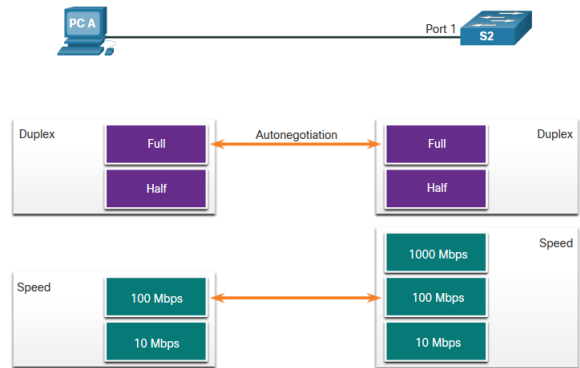 PC A
Port 1
S2
Duplex
Full
Autonegotiation
Full
Duplex
Half
Half
Speed
100 Mbps
10 Mbps
1000 Mbps
Speed
100 Mbps
10 Mbps